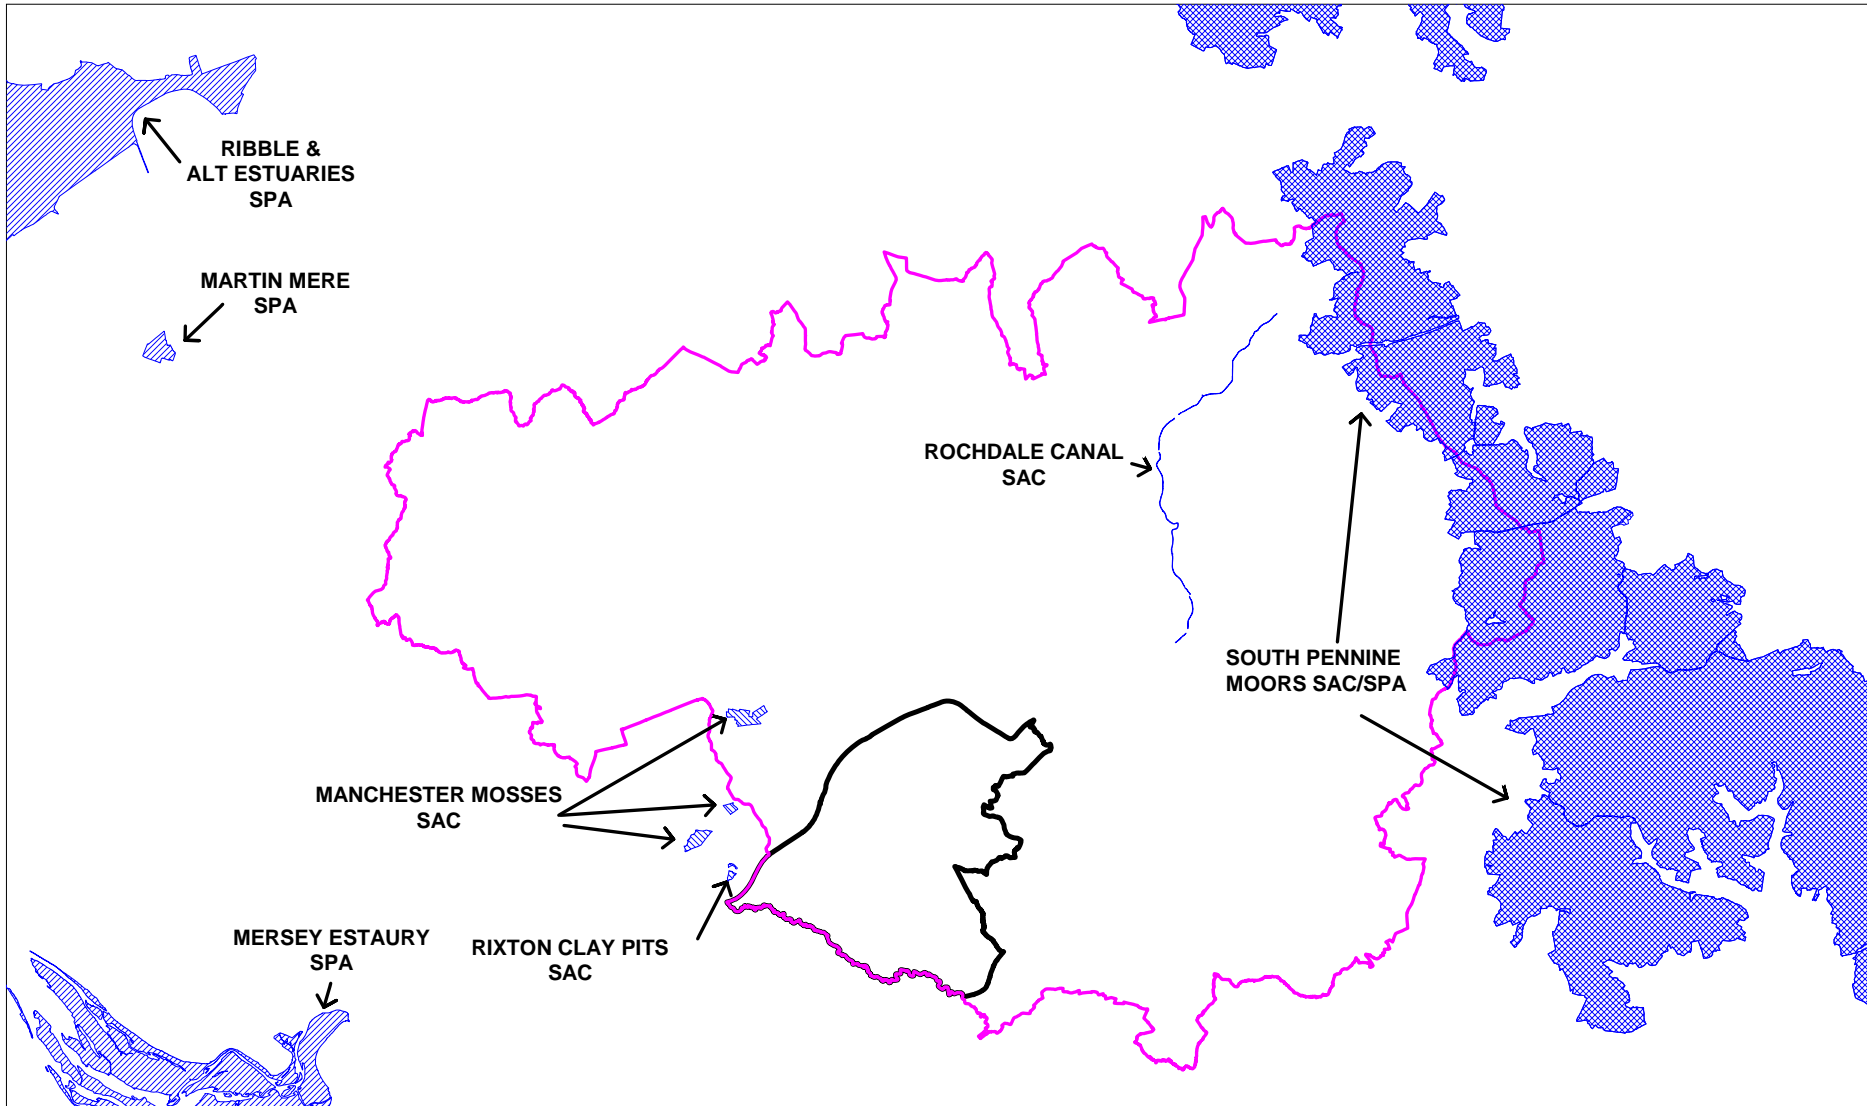 RIBBLE &
ALT ESTUARIES
SPA
MARTIN MERE
SPA
ROCHDALE CANAL
SAC
SOUTH PENNINE
MOORS SAC/SPA
MANCHESTER MOSSES
SAC
MERSEY ESTAURY
SPA
RIXTON CLAY PITS
SAC